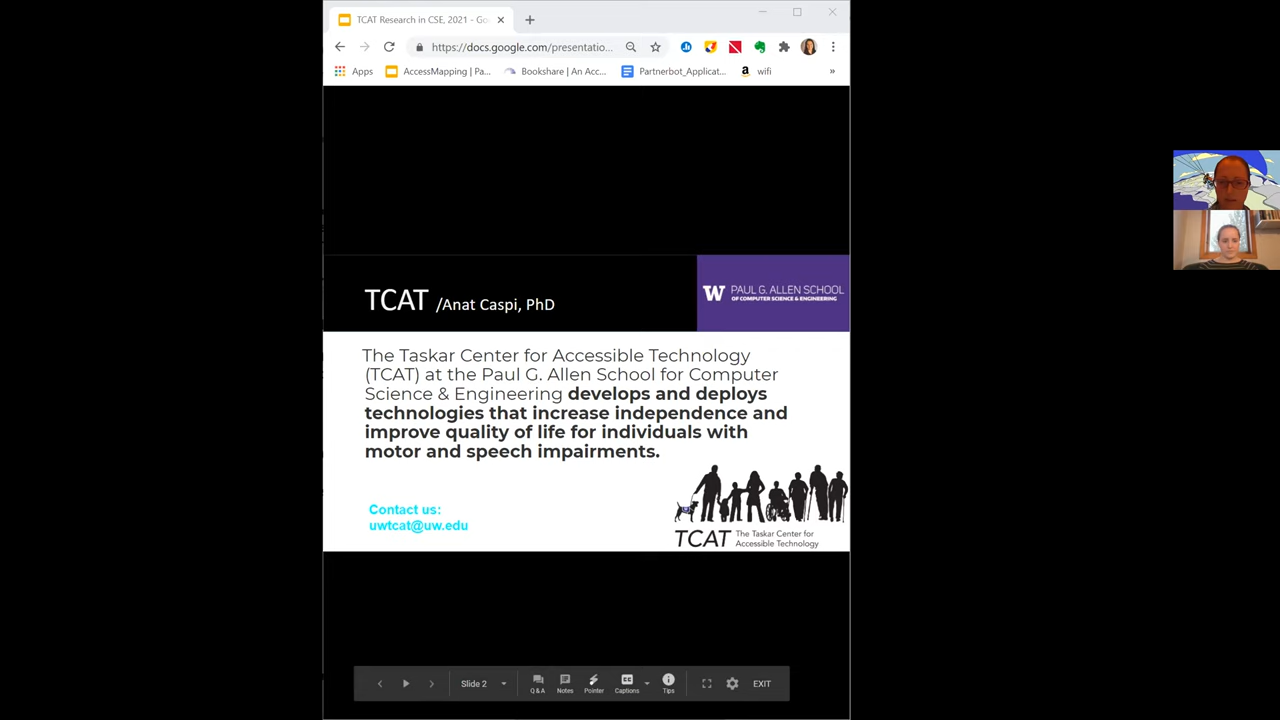 TCAT Research in CSE, 2021 - Go
https://docs.google.com/presentatio...
Apps
AccessMapping | Pa...
Bookshare | An Acc...
Partnerbot_Applicat...
wifi
»
TCAT /Anat Caspi, PhD
W PAUL G. ALLEN SCHOOL
OF COMPUTER SCIENCE & ENGINEERING
The Taskar Center for Accessible Technology
(TCAT) at the Paul G. Allen School for Computer
Science & Engineering develops and deploys
technologies that increase independence and
improve quality of life for individuals with
motor and speech impairments.
Contact us:
uwtcat@uw.edu
TCAT The Taskar Center for
Accessible Technology
Slide 2
Q & A
Notes
Pointer
CC
Captions
Tips
EXIT